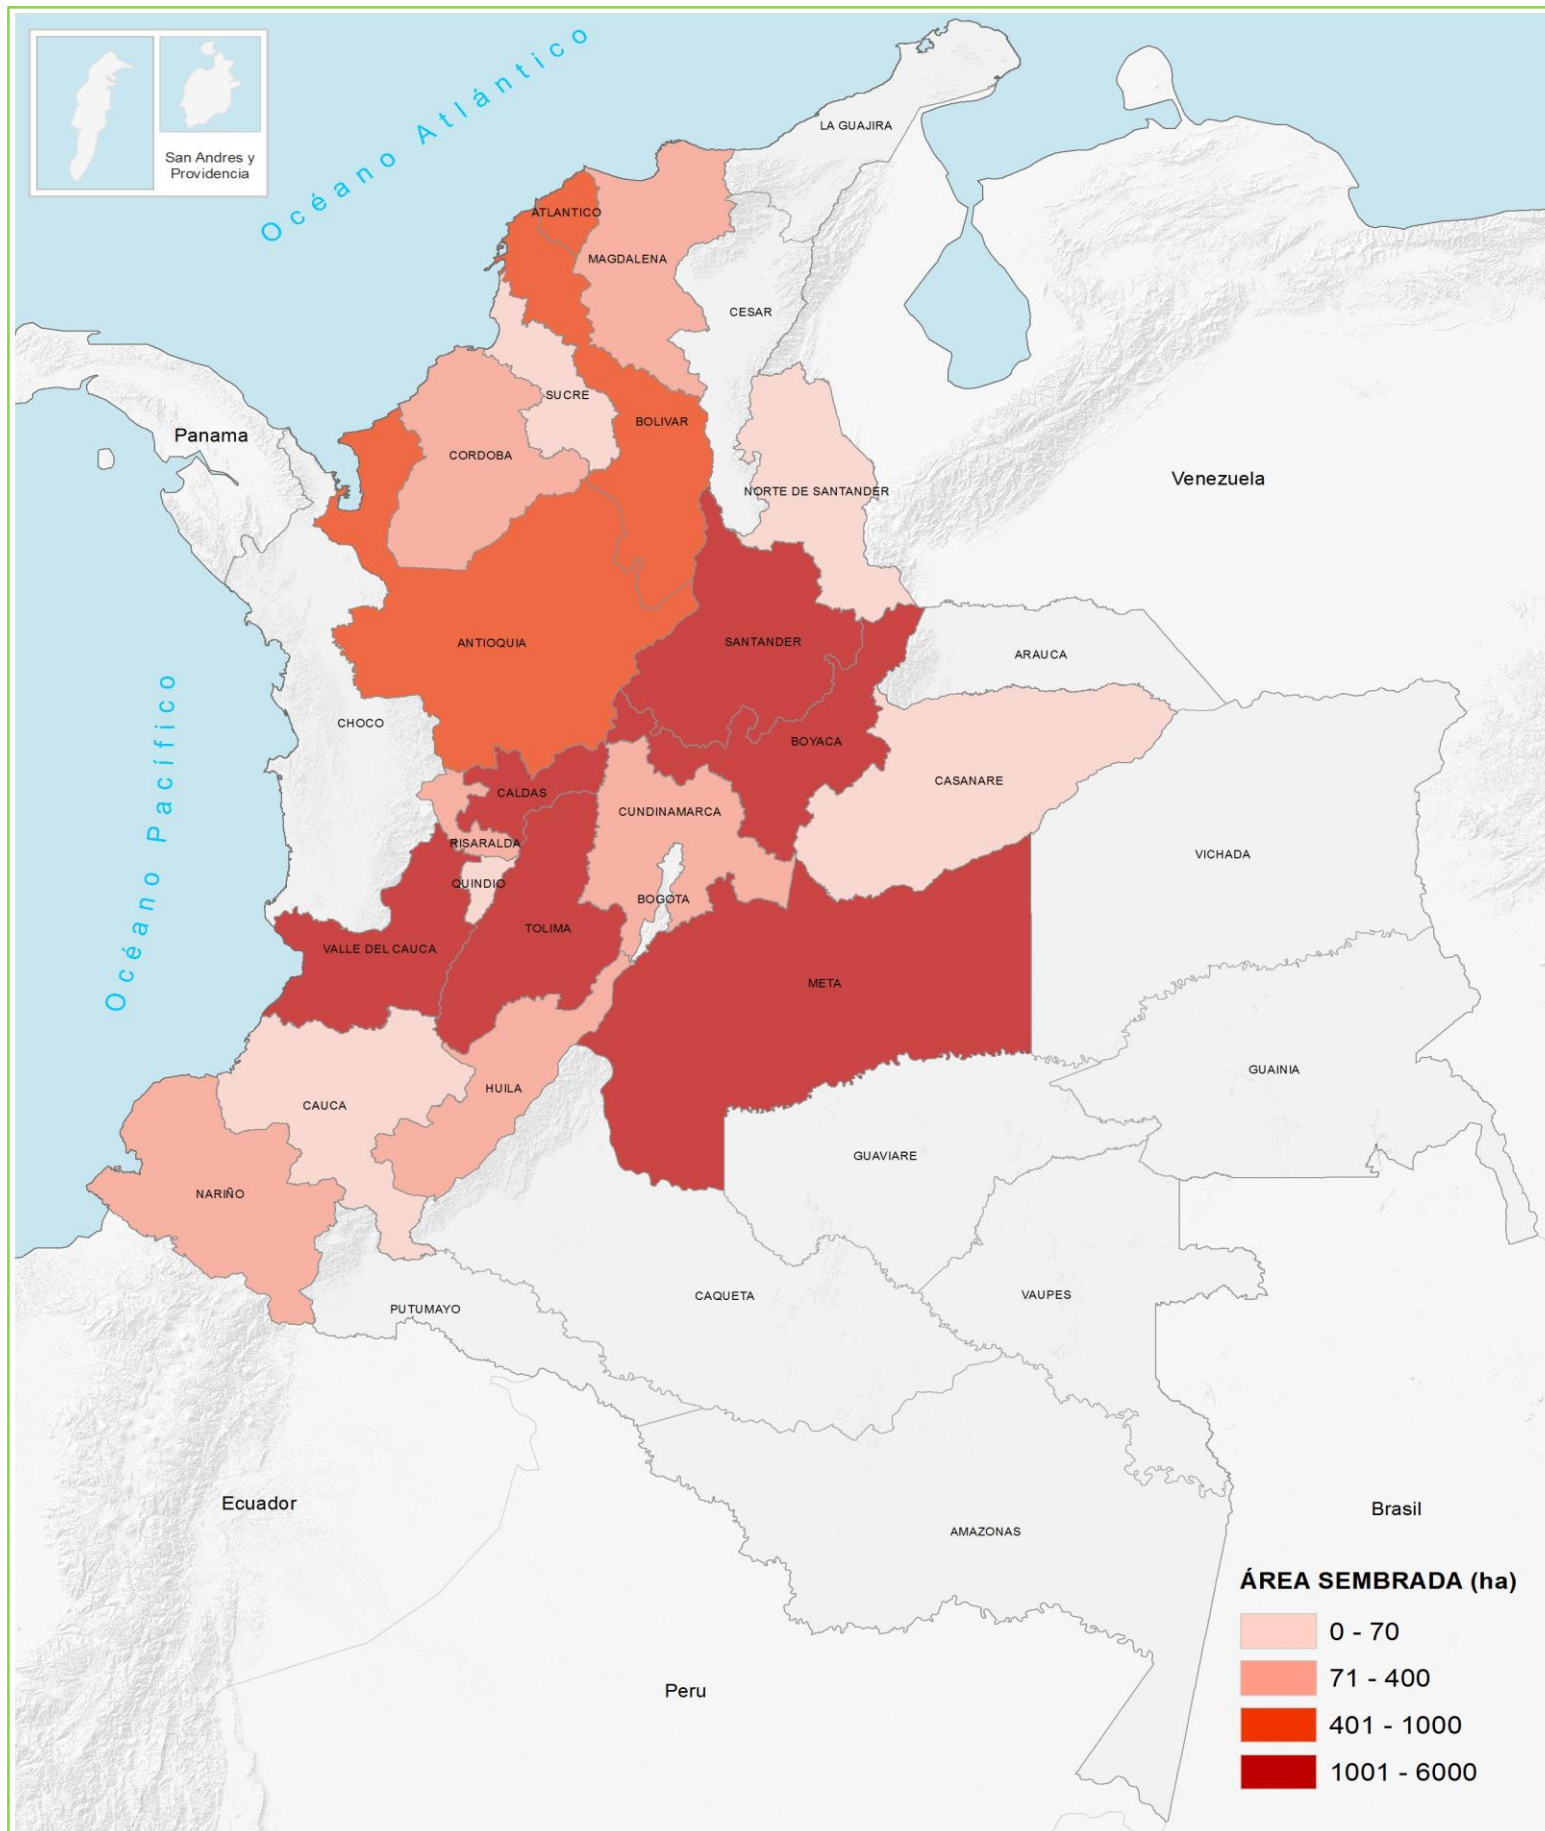 San Andres y
Providencia
Océano Atlántico
LA GUAJIRA
ATLANTICO
MAGDALENA
CESAR
SUCRE
BOLIVAR
Panama
CORDOBA
Venezuela
NORTE DE SANTANDER
ANTIOQUIA
SANTANDER
ARAUCA
Océano Pacífico
CHOCO
BOYACA
CASANARE
CALDAS
CUNDINAMARCA
RISARALDA
VICHADA
QUINDIO
BOGOTA
TOLIMA
VALLE DEL CAUCA
META
GUAINIA
HUILA
CAUCA
GUAVIARE
NARIÑO
CAQUETA
VAUPES
PUTUMAYO
Ecuador
Brasil
AMAZONAS
ÁREA SEMBRADA (ha)
0 - 70
71 - 400
Peru
401 - 1000
1001 - 6000